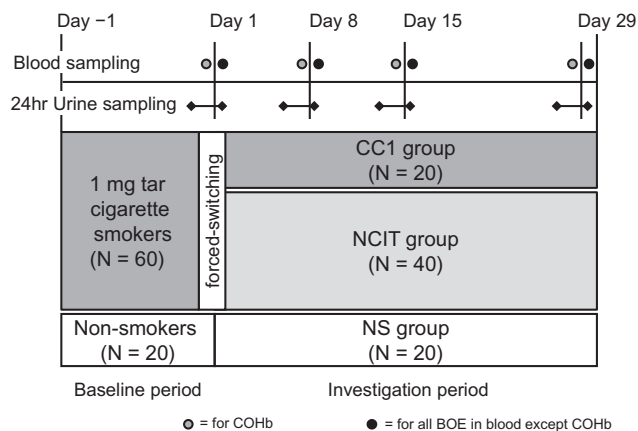 Day −1
Day 1
Day 8
Day 15
Day 29
Blood sampling
24hr Urine sampling
1 mg tar
cigarette
smokers
(N = 60)
forced-switching
CC1 group
(N = 20)
NCIT group
(N = 40)
Non-smokers
(N = 20)
NS group
(N = 20)
Baseline period
Investigation period
= for COHb
= for all BOE in blood except COHb